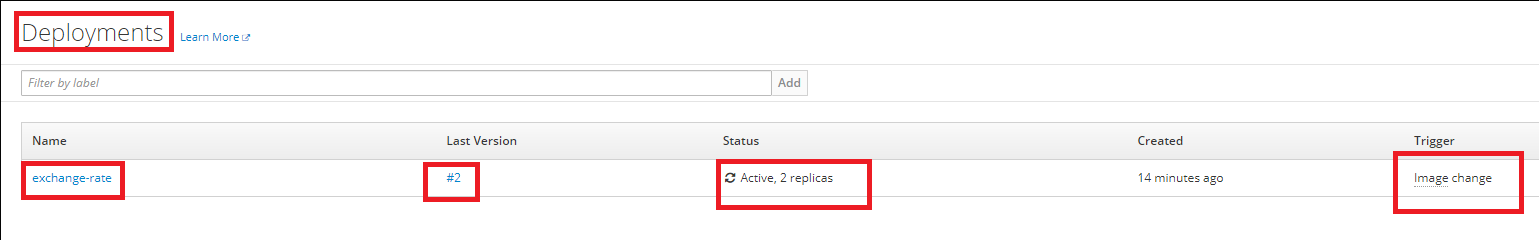 Deployments Learn More
Filter by label Add
Name Last Version Status Created Trigger
exchange-rate #2 Active, 2 replicas 14 minutes ago Image change